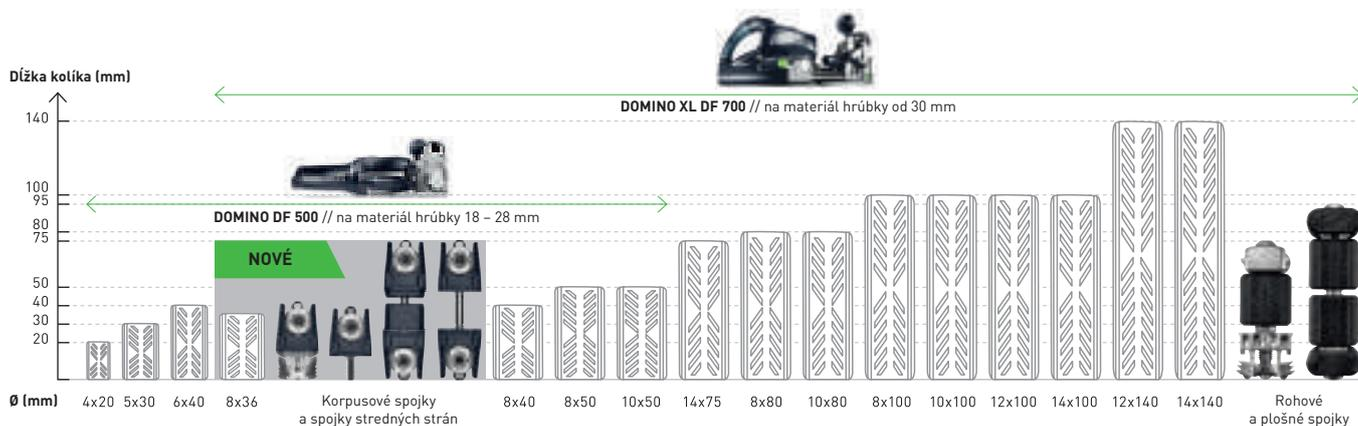 Dĺžka kolíka (mm)
DOMINO XL DF 700 // na materiál hrúbky od 30 mm
140
100
95
DOMINO DF 500 // na materiál hrúbky 18 – 28 mm
80
75
NOVÉ
50
40
30
20
Ø (mm) 4x20 5x30 6x40 8x36 Korpusové spojky 8x40 8x50 10x50 14x75 8x80 10x80 8x100 10x100 12x100 14x100 12x140 14x140 Rohové
a spojky stredných strán a plošné spojky